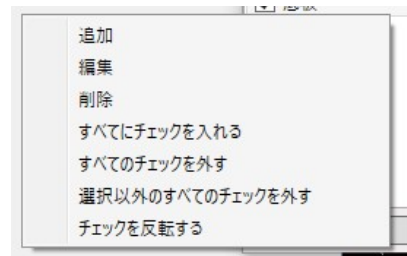 追加
編集
削除
すべてにチェックを入れる
すべてのチェックを外す
選択以外のすべてのチェックを外す
チェックを反転する